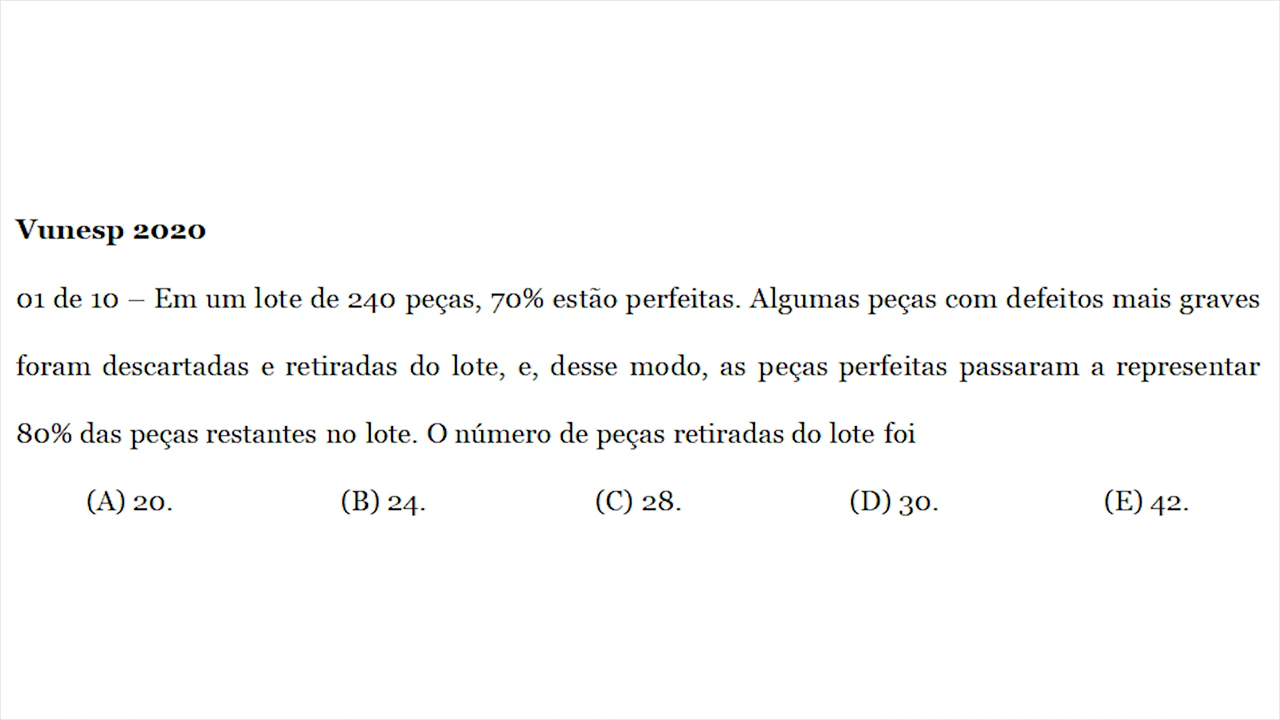 Vunesp 2020
01 de 10 – Em um lote de 240 peças, 70% estão perfeitas. Algumas peças com defeitos mais graves
foram descartadas e retiradas do lote, e, desse modo, as peças perfeitas passaram a representar
80% das peças restantes no lote. O número de peças retiradas do lote foi
(A) 20. (B) 24. (C) 28. (D) 30. (E) 42.